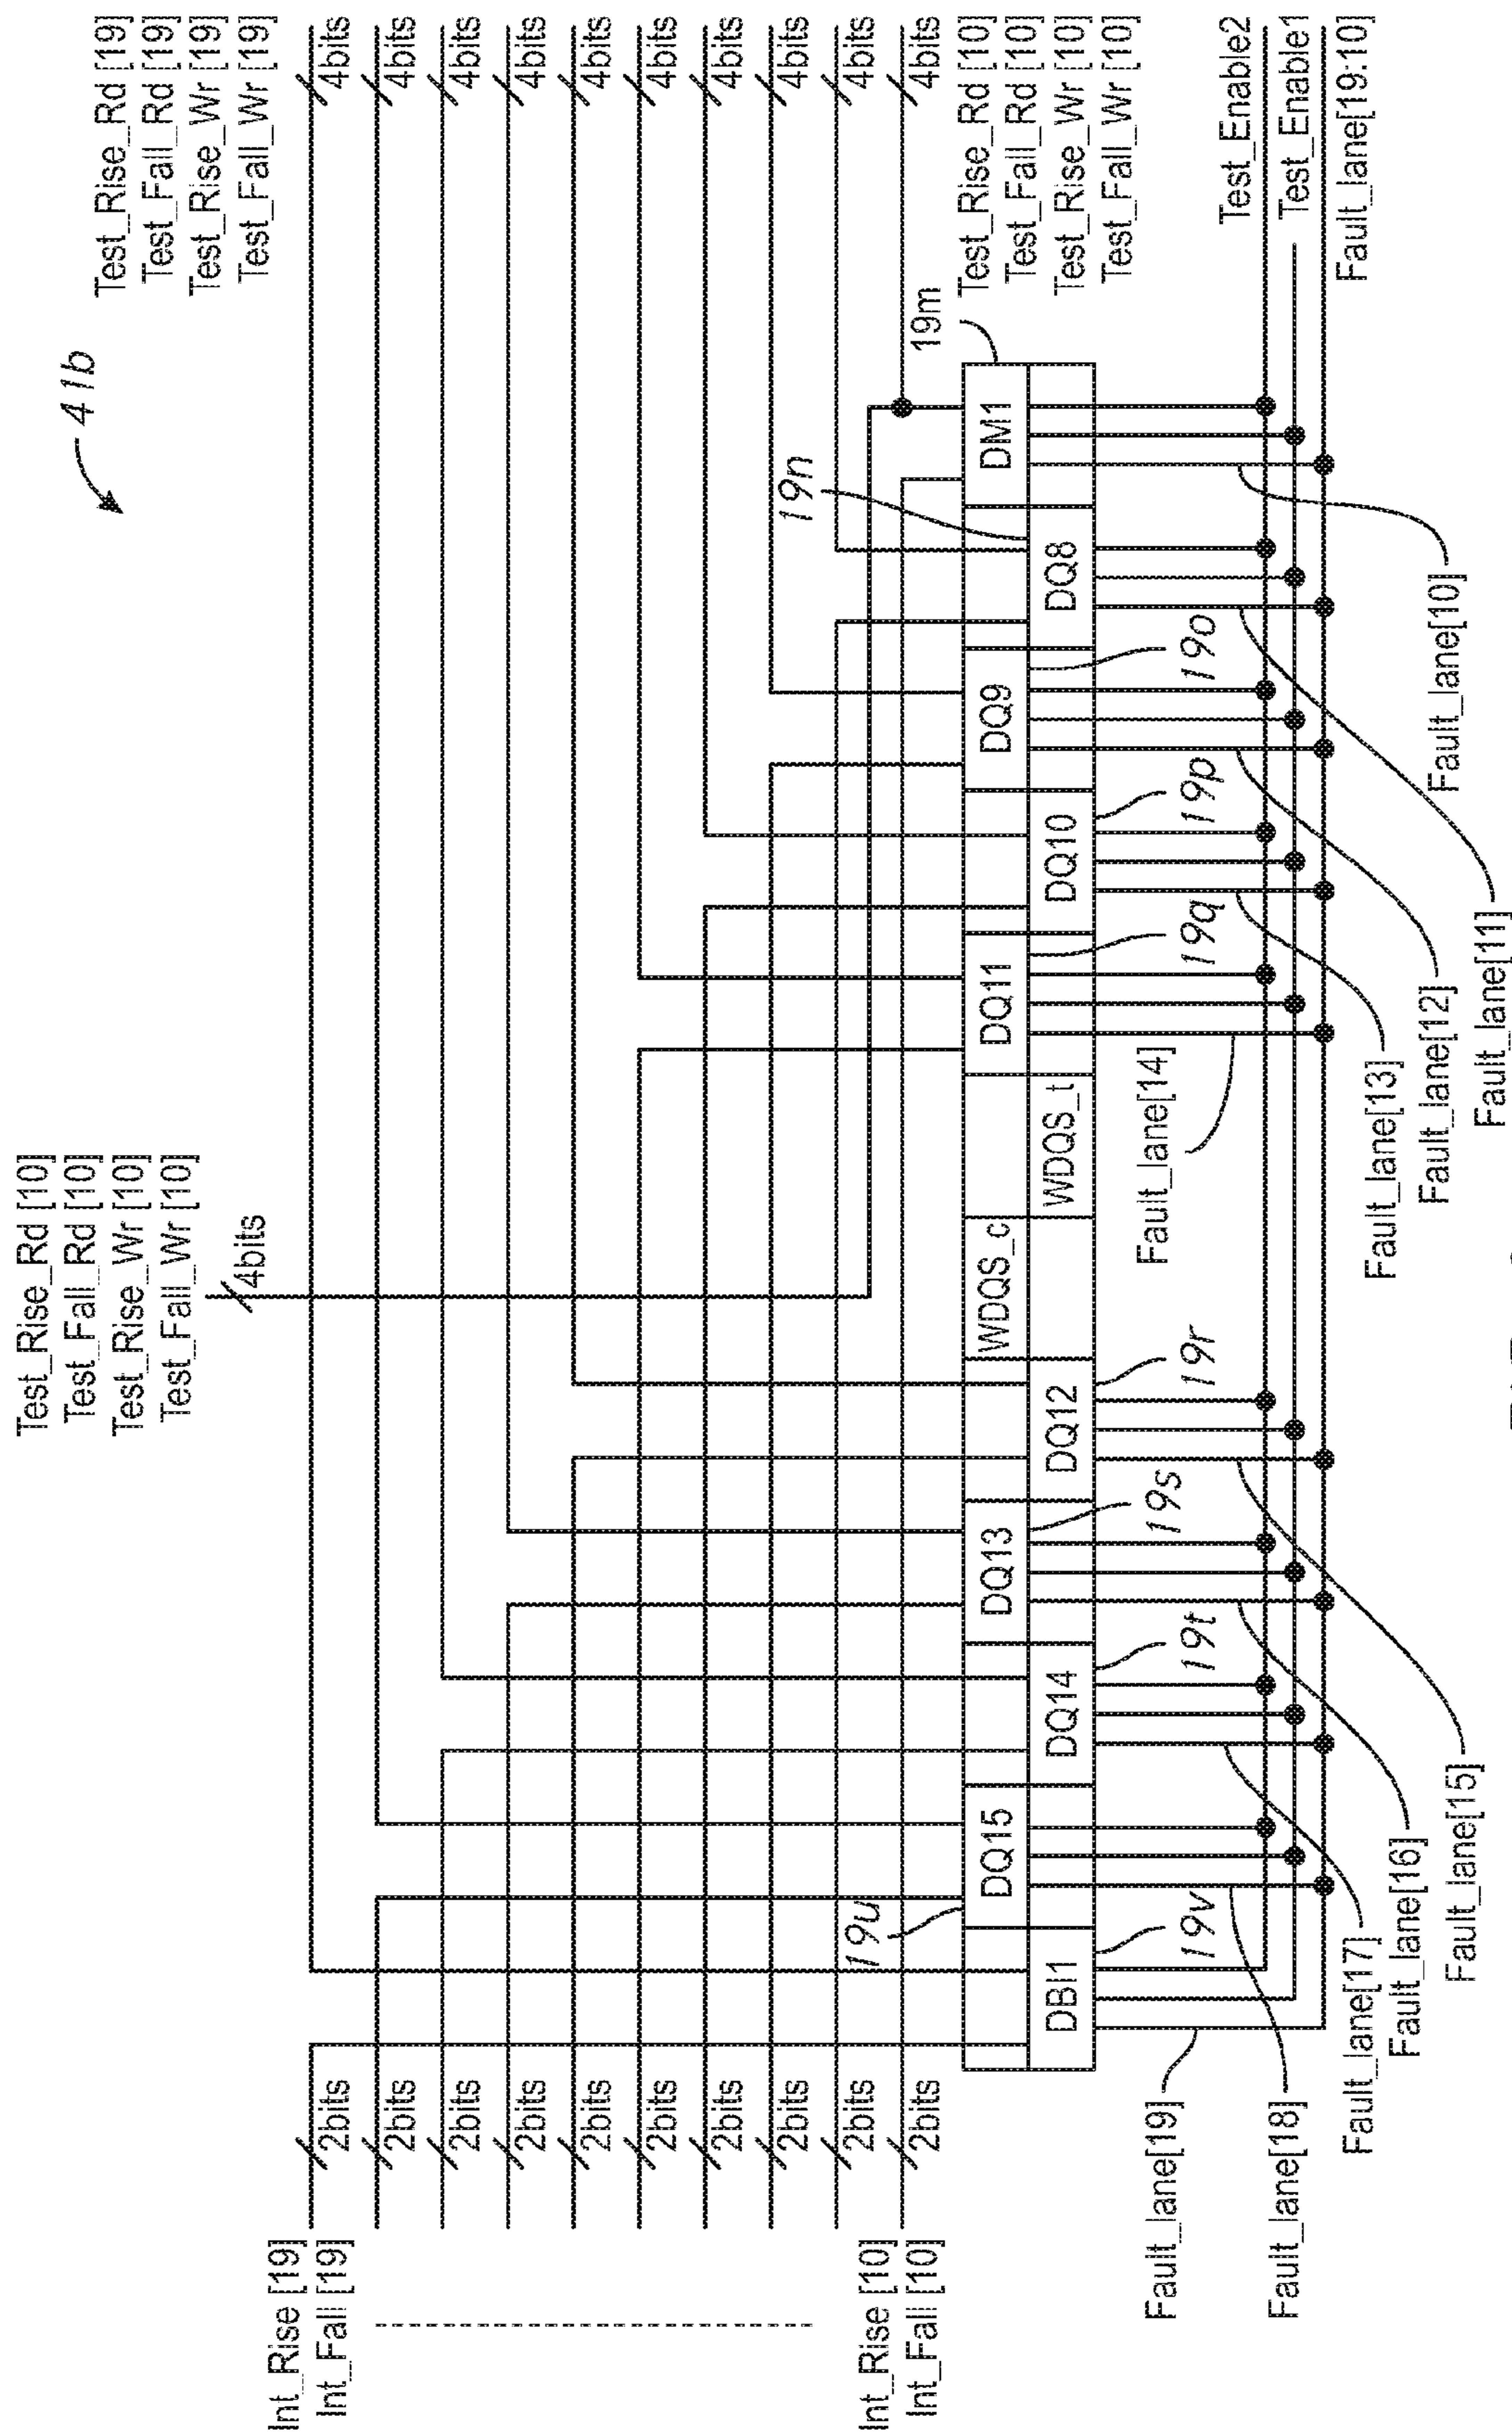 41b
Test_Rise_Rd [10]
Test_Fall_Rd [10]
Test_Rise_Wr [10]
Test_Fall_Wr [10]
4bits
Test_Rise_Rd [19]
Test_Fall_Rd [19]
Test_Rise_Wr [19]
Test_Fall_Wr [19]
Int_Rise [19]
Int_Fall [19]
2bits
2bits
2bits
2bits
2bits
2bits
2bits
2bits
2bits
2bits
Int_Rise [10]
Int_Fall [10]
4bits
4bits
4bits
4bits
4bits
4bits
4bits
4bits
4bits
4bits
Test_Rise_Rd [10]
Test_Fall_Rd [10]
Test_Rise_Wr [10]
Test_Fall_Wr [10]
19u
19n
19m
DQ15
DQ13
WDQS_c
DQ11
DQ9
DM1
DBI1
DQ14
DQ12
WDQS_t
DQ10
DQ8
19v
19t
19s
19r
19q
19p
19o
Test_Enable2
Test_Enable1
Fault_lane[19:10]
Fault_lane[19]
Fault_lane[18]
Fault_lane[17]
Fault_lane[16]
Fault_lane[15]
Fault_lane[14]
Fault_lane[13]
Fault_lane[12]
Fault_lane[11]
Fault_lane[10]